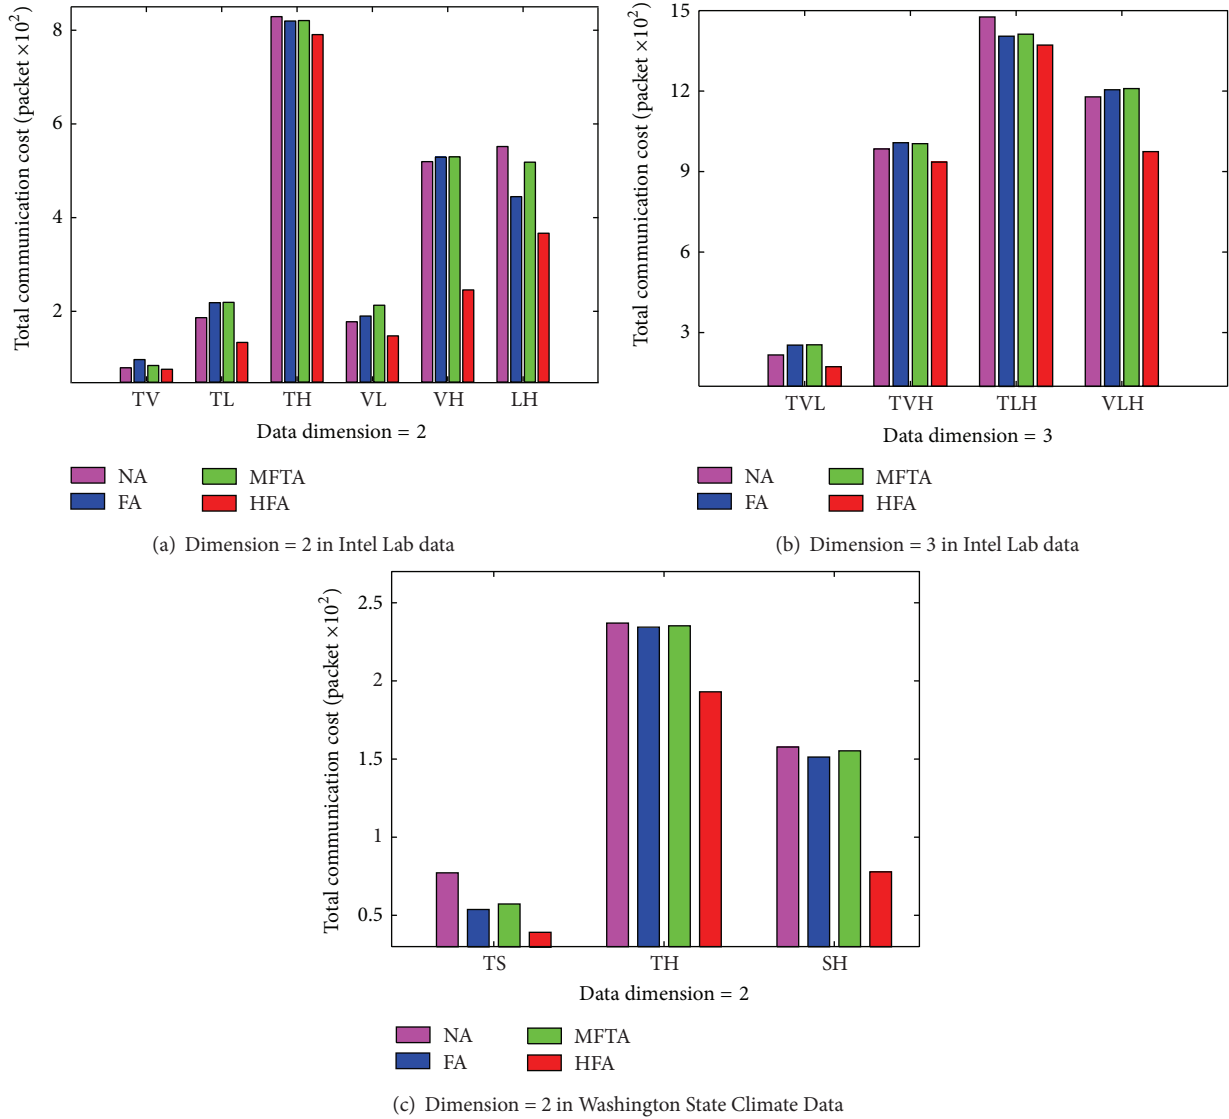 Total communication cost (packet ×10²)
8
6
4
2
TV TL TH VL VH LH
Data dimension = 2
NA MFTA
FA HFA
(a) Dimension = 2 in Intel Lab data
Total communication cost (packet ×10²)
15
12
9
6
3
TVL TVH TLH VLH
Data dimension = 3
NA MFTA
FA HFA
(b) Dimension = 3 in Intel Lab data
Total communication cost (packet ×10²)
2.5
2
1.5
1
0.5
TS TH SH
Data dimension = 2
NA MFTA
FA HFA
(c) Dimension = 2 in Washington State Climate Data